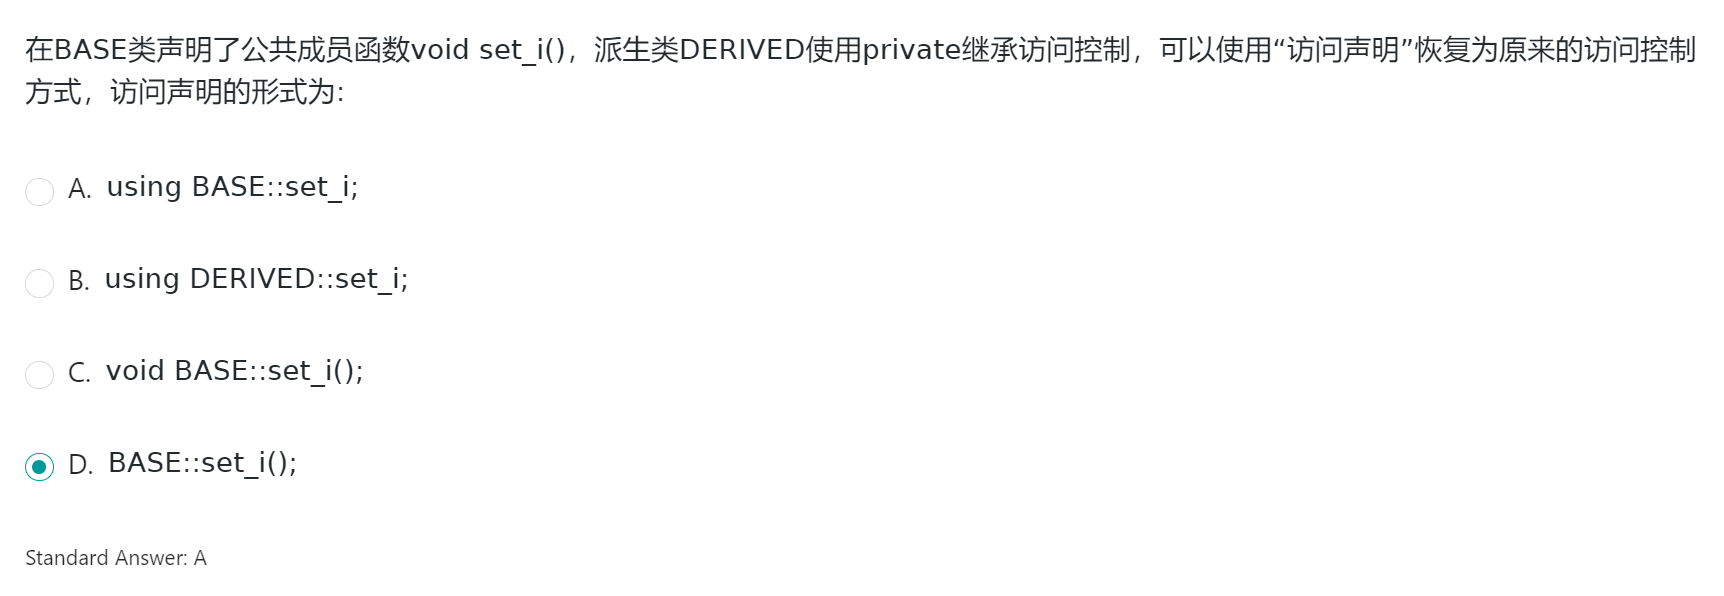 在BASE类声明了公共成员函数void set_i()，派生类DERIVED使用private继承访问控制，可以使用“访问声明”恢复为原来的访问控制
方式，访问声明的形式为:
A. using BASE::set_i;
B. using DERIVED::set_i;
C. void BASE::set_i();
D. BASE::set_i();
Standard Answer: A